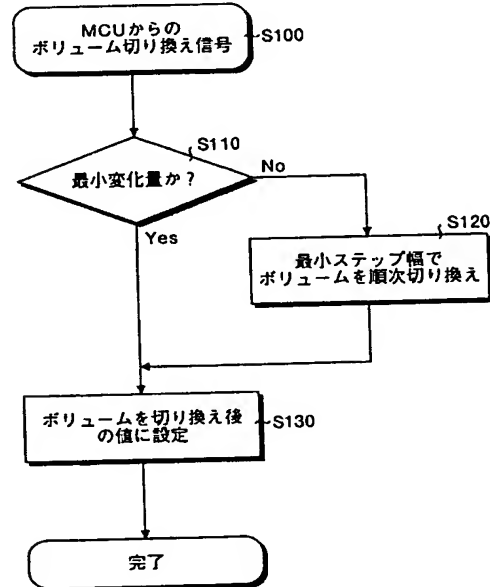 MCUからの
ボリューム切り換え信号
S100
S110
最小変化量か?
No
Yes
S120
最小ステップ幅で
ボリュームを順次切り換え
ボリュームを切り換え後
の値に設定
S130
完了